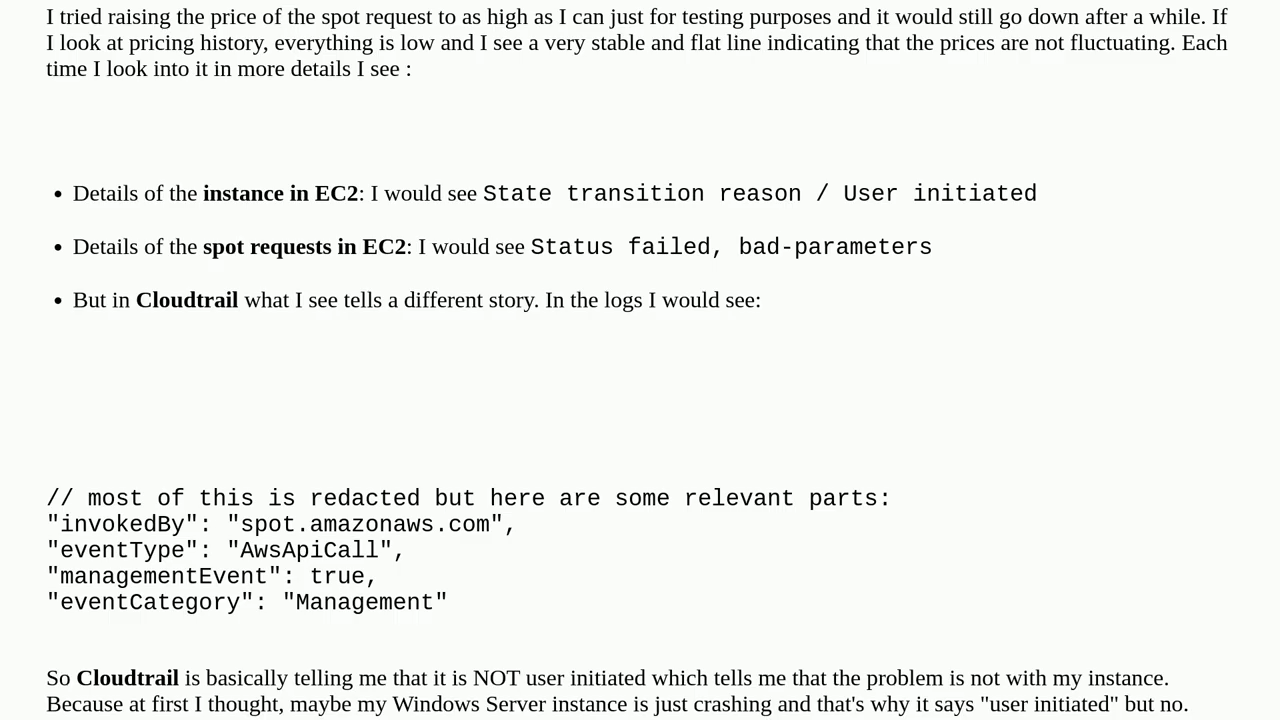 I tried raising the price of the spot request to as high as I can just for testing purposes and it would still go down after a while. If
I look at pricing history, everything is low and I see a very stable and flat line indicating that the prices are not fluctuating. Each
time I look into it in more details I see :
• Details of the instance in EC2: I would see State transition reason / User initiated
• Details of the spot requests in EC2: I would see Status failed, bad-parameters
• But in Cloudtrail what I see tells a different story. In the logs I would see:
// most of this is redacted but here are some relevant parts:
"invokedBy": "spot.amazonaws.com",
"eventType": "AwsApiCall",
"managementEvent": true,
"eventCategory": "Management"
So Cloudtrail is basically telling me that it is NOT user initiated which tells me that the problem is not with my instance.
Because at first I thought, maybe my Windows Server instance is just crashing and that's why it says "user initiated" but no.